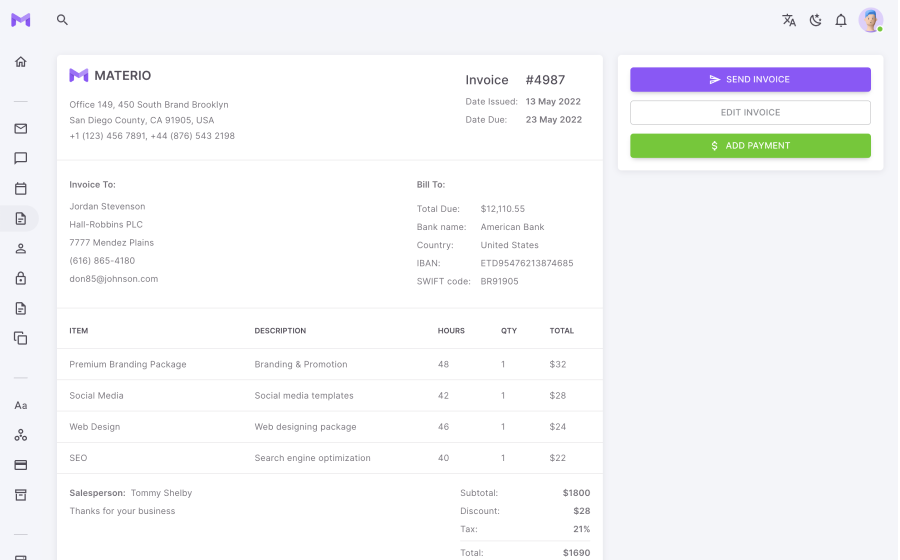 MATERIO
Office 149, 450 South Brand Brooklyn
San Diego County, CA 91905, USA
+1 (123) 456 7891, +44 (876) 543 2198
Invoice #4987
Date Issued: 13 May 2022
Date Due: 23 May 2022
SEND INVOICE
EDIT INVOICE
$ ADD PAYMENT
Invoice To:
Jordan Stevenson
Hall-Robbins PLC
7777 Mendez Plains
(616) 865-4180
don85@johnson.com
Bill To:
Total Due: $12,110.55
Bank name: American Bank
Country: United States
IBAN: ETD95476213874685
SWIFT code: BR91905
ITEM DESCRIPTION HOURS QTY TOTAL
Premium Branding Package Branding & Promotion 48 1 $32
Social Media Social media templates 42 1 $28
Web Design Web designing package 46 1 $24
SEO Search engine optimization 40 1 $22
Salesperson: Tommy Shelby
Thanks for your business
Subtotal: $1800
Discount: $28
Tax: 21%
Total: $1690
Aa